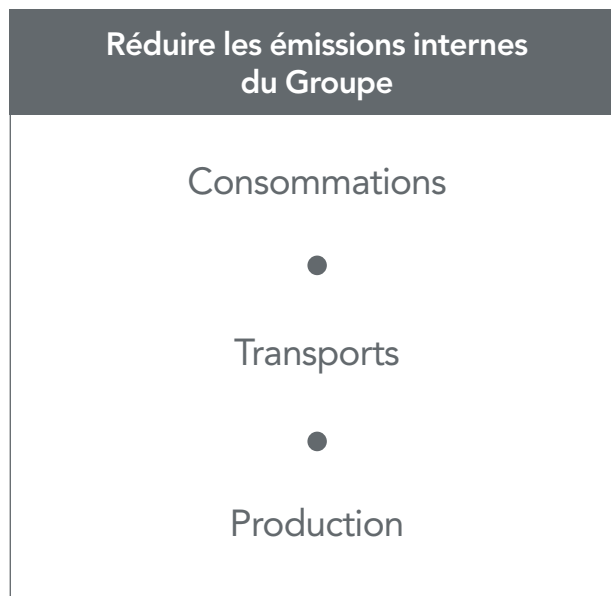 Réduire les émissions internes
du Groupe
Consommations
Transports
Production